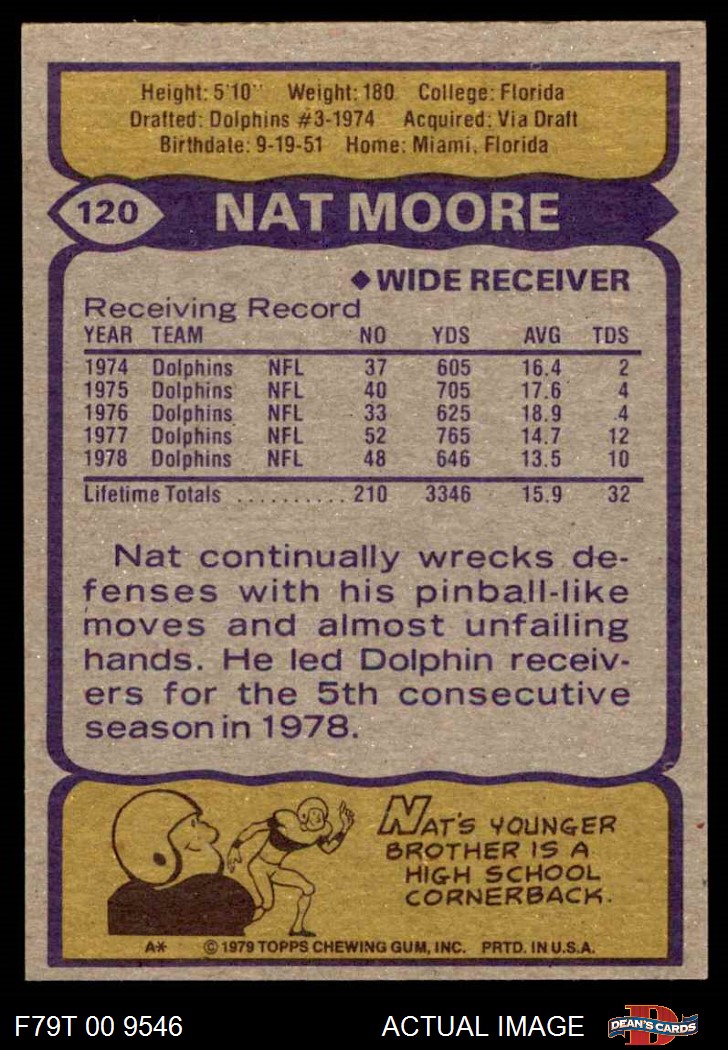 Height: 5'10" Weight: 180 College: Florida
Drafted: Dolphins #3-1974 Acquired: Via Draft
Birthdate: 9-19-51 Home: Miami, Florida
120 NAT MOORE
◆ WIDE RECEIVER
Receiving Record
YEAR TEAM NO YDS AVG TDS
1974 Dolphins NFL 37 605 16.4 2
1975 Dolphins NFL 40 705 17.6 4
1976 Dolphins NFL 33 625 18.9 .4
1977 Dolphins NFL 52 765 14.7 12
1978 Dolphins NFL 48 646 13.5 10
Lifetime Totals .......... 210 3346 15.9 32
Nat continually wrecks de-
fenses with his pinball-like
moves and almost unfailing
hands. He led Dolphin receiv-
ers for the 5th consecutive
season in 1978.
NAT'S YOUNGER
BROTHER IS A
HIGH SCHOOL
CORNERBACK.
A* © 1979 TOPPS CHEWING GUM, INC. PRTD. IN U.S.A.
F79T 00 9546 ACTUAL IMAGE D DEAN'S CARDS